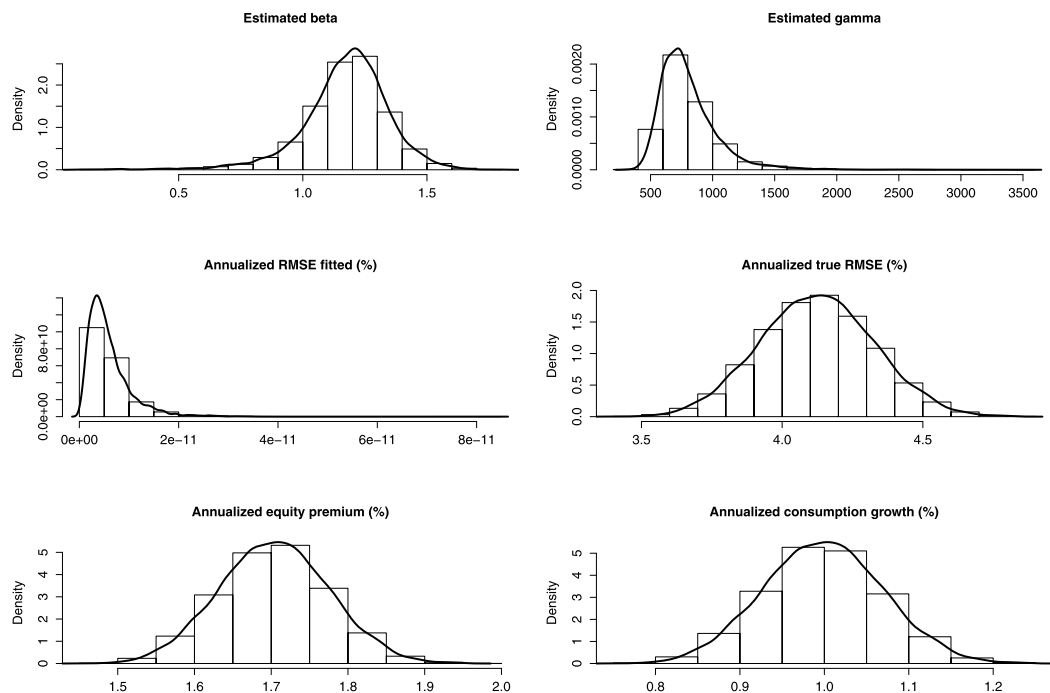 Estimated beta
Density
0.0 1.0 2.0
0.5 1.0 1.5
Estimated gamma
Density
0.0000 0.0010 0.0020
500 1000 1500 2000 2500 3000 3500
Annualized RMSE fitted (%)
Density
0.0e+00 8.0e+10
0e+00 2e−11 4e−11 6e−11 8e−11
Annualized true RMSE (%)
Density
0.0 0.5 1.0 1.5 2.0
3.5 4.0 4.5
Annualized equity premium (%)
Density
0 1 2 3 4 5
1.5 1.6 1.7 1.8 1.9 2.0
Annualized consumption growth (%)
Density
0 1 2 3 4 5
0.8 0.9 1.0 1.1 1.2